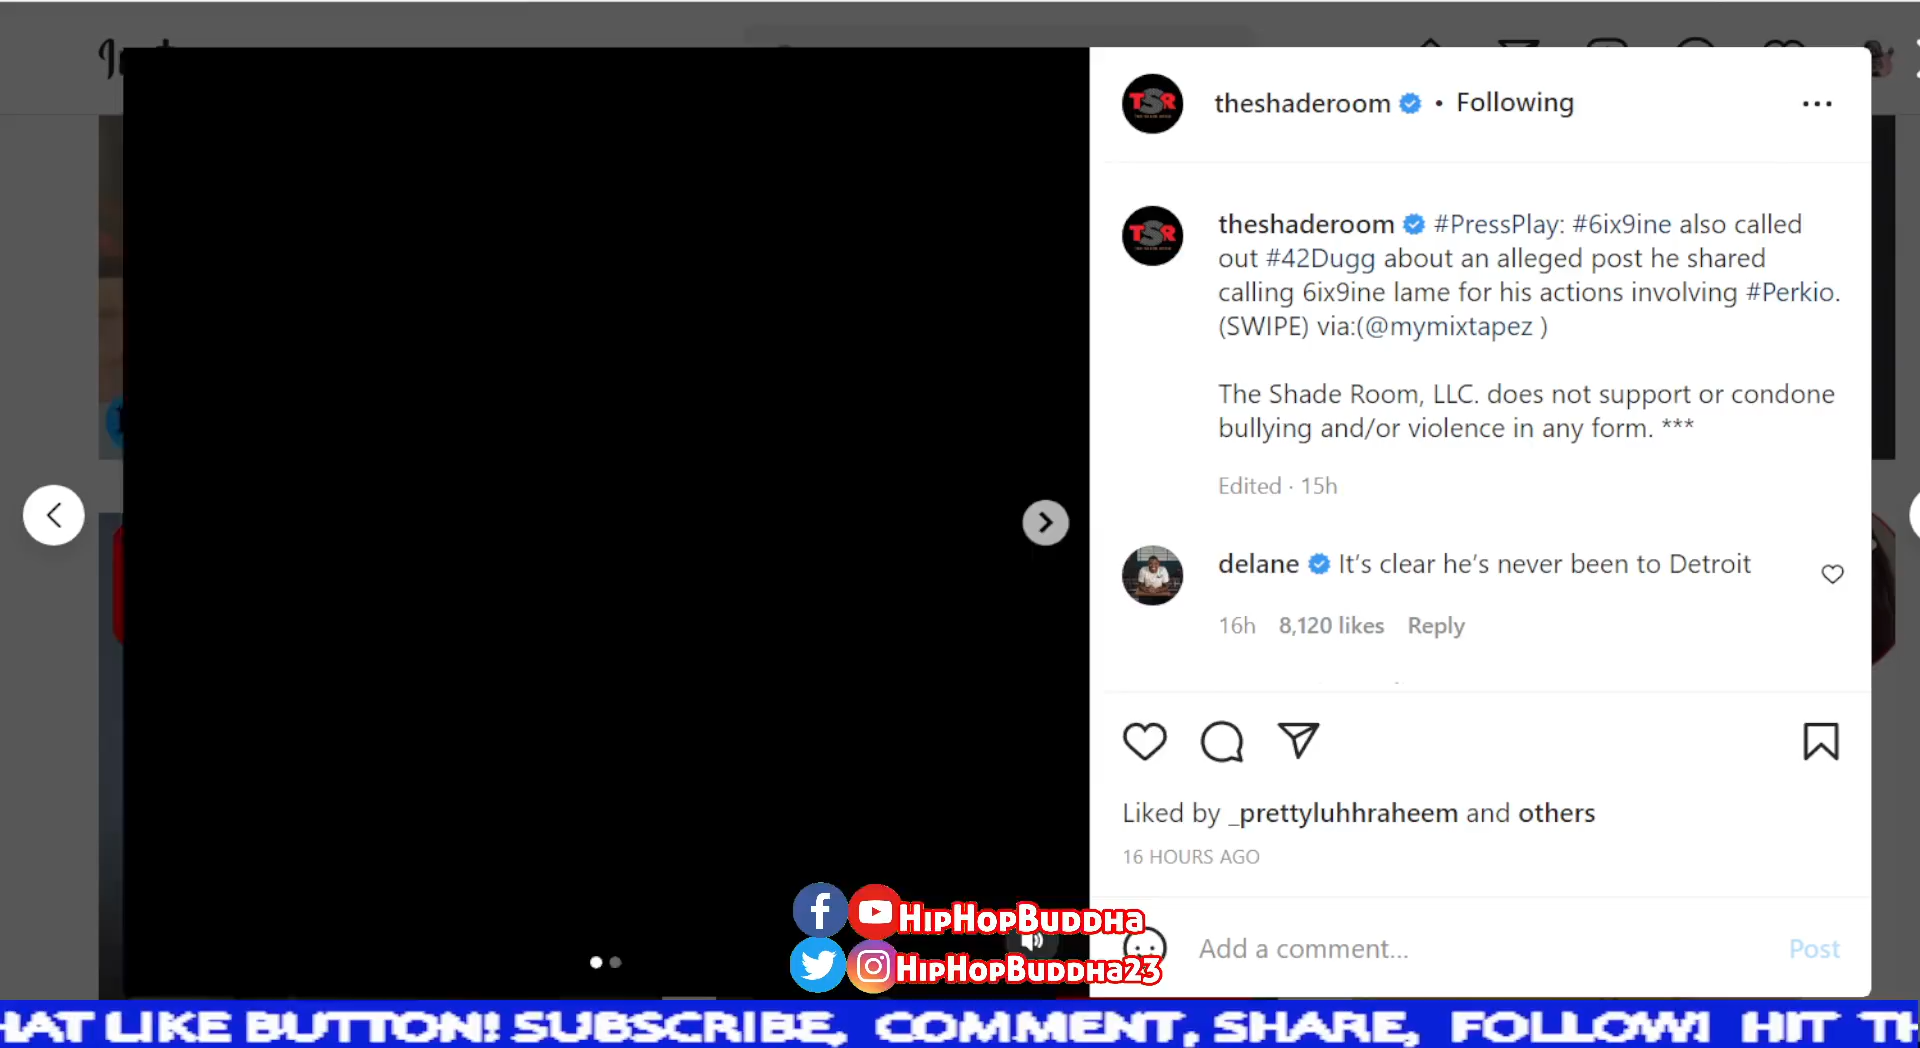 TSR
theshaderoom • Following
TSR
theshaderoom #PressPlay: #6ix9ine also called
out #42Dugg about an alleged post he shared
calling 6ix9ine lame for his actions involving #Perkio.
(SWIPE) via:(@mymixtapez )
The Shade Room, LLC. does not support or condone
bullying and/or violence in any form. ***
Edited · 15h
delane It’s clear he’s never been to Detroit
16h 8,120 likes Reply
Liked by _prettyluhhraheem and others
16 HOURS AGO
HipHopBuddha
HipHopBuddha23
Add a comment... Post
HAT LIKE BUTTON! SUBSCRIBE, COMMENT, SHARE, FOLLOW! HIT TH